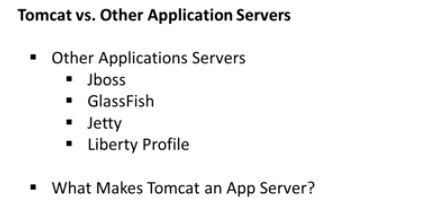 Tomcat vs. Other Application Servers
▪ Other Applications Servers
▪ Jboss
▪ GlassFish
▪ Jetty
▪ Liberty Profile
▪ What Makes Tomcat an App Server?